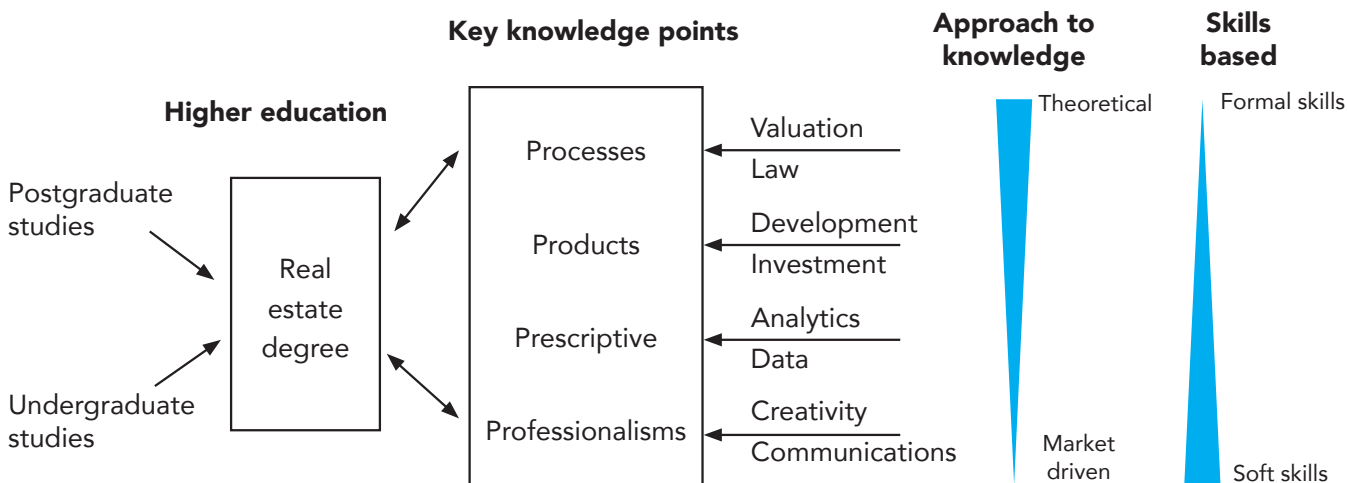 Key knowledge points
Approach to
knowledge
Skills
based
Higher education
Theoretical
Formal skills
Postgraduate
studies
Undergraduate
studies
Real
estate
degree
Processes
Products
Prescriptive
Professionalisms
Valuation
Law
Development
Investment
Analytics
Data
Creativity
Communications
Market
driven
Soft skills